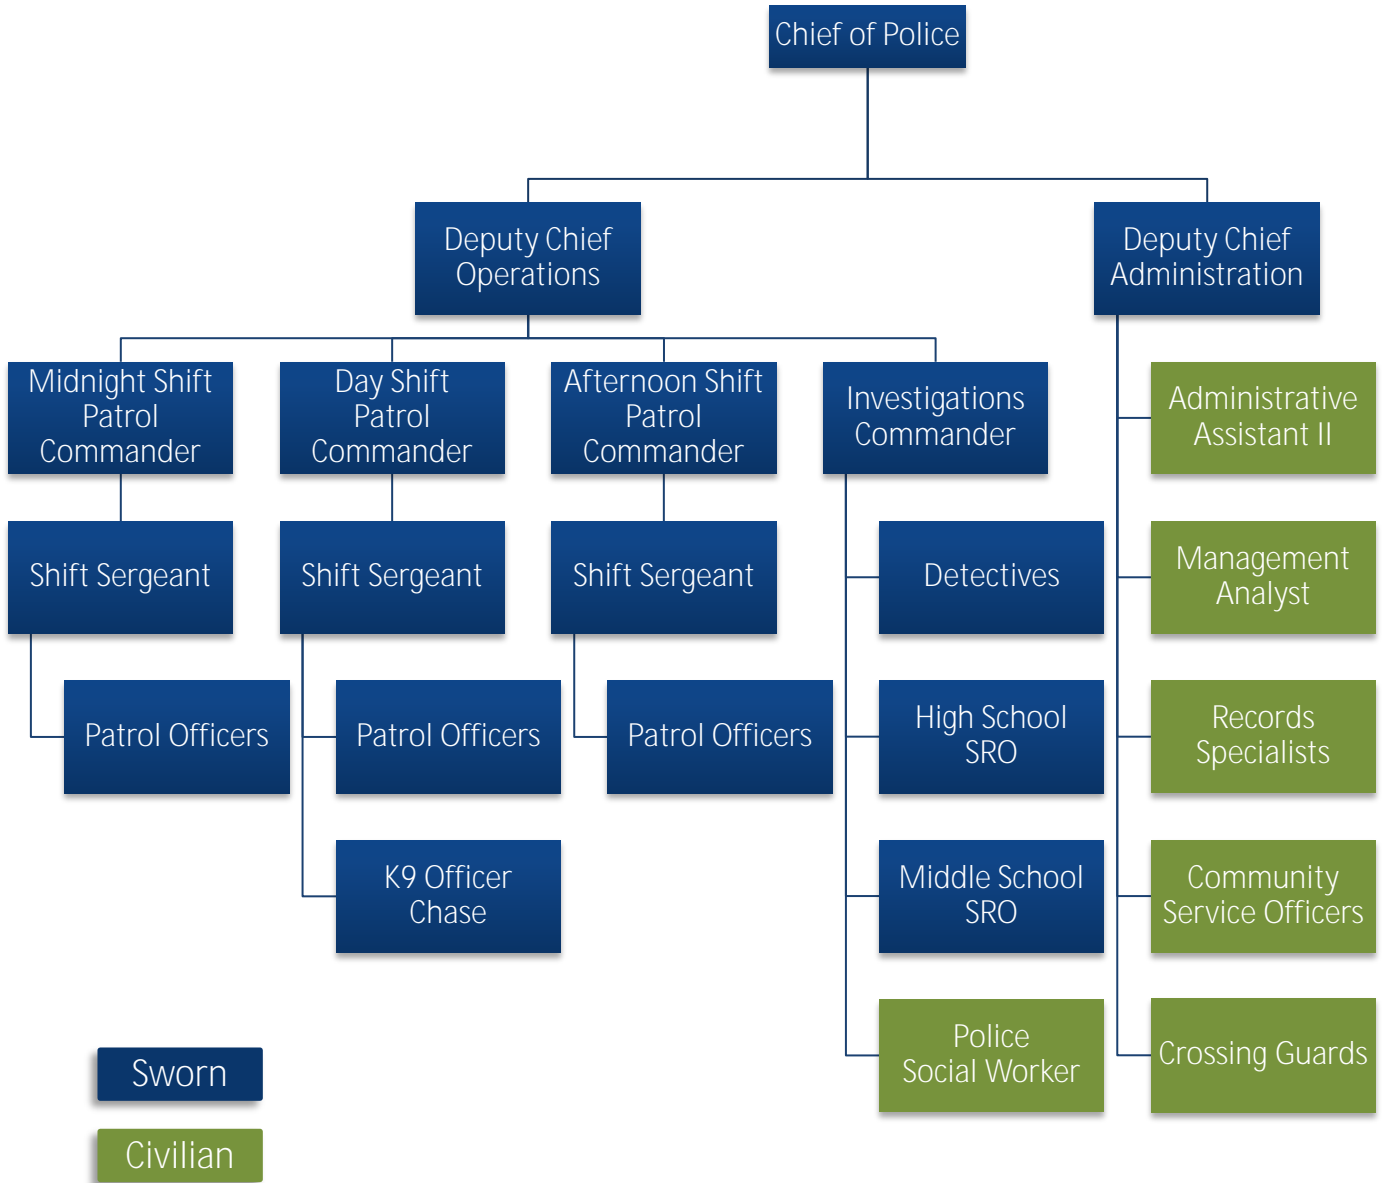 Chief of Police
Deputy Chief
Operations
Deputy Chief
Administration
Midnight Shift
Patrol
Commander
Day Shift
Patrol
Commander
Afternoon Shift
Patrol
Commander
Investigations
Commander
Administrative
Assistant II
Shift Sergeant
Shift Sergeant
Shift Sergeant
Detectives
Management
Analyst
Patrol Officers
Patrol Officers
Patrol Officers
High School
SRO
Records
Specialists
K9 Officer
Chase
Middle School
SRO
Community
Service Officers
Police
Social Worker
Crossing Guards
Sworn
Civilian